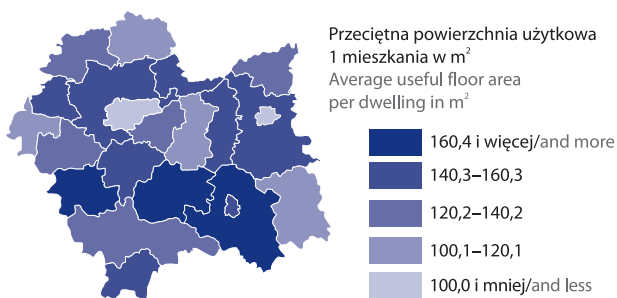 Przeciętna powierzchnia użytkowa
1 mieszkania w m²
Average useful floor area
per dwelling in m²
160,4 i więcej/and more
140,3–160,3
120,2–140,2
100,1–120,1
100,0 i mniej/and less